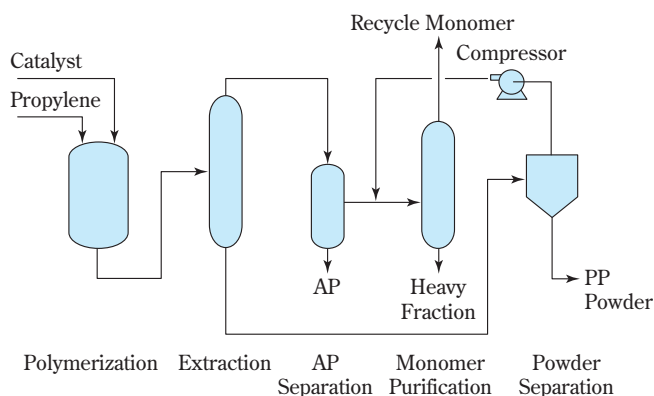 Recycle Monomer
Compressor
Catalyst
Propylene
AP
Heavy
Fraction
PP
Powder
Polymerization
Extraction
AP
Separation
Monomer
Purification
Powder
Separation